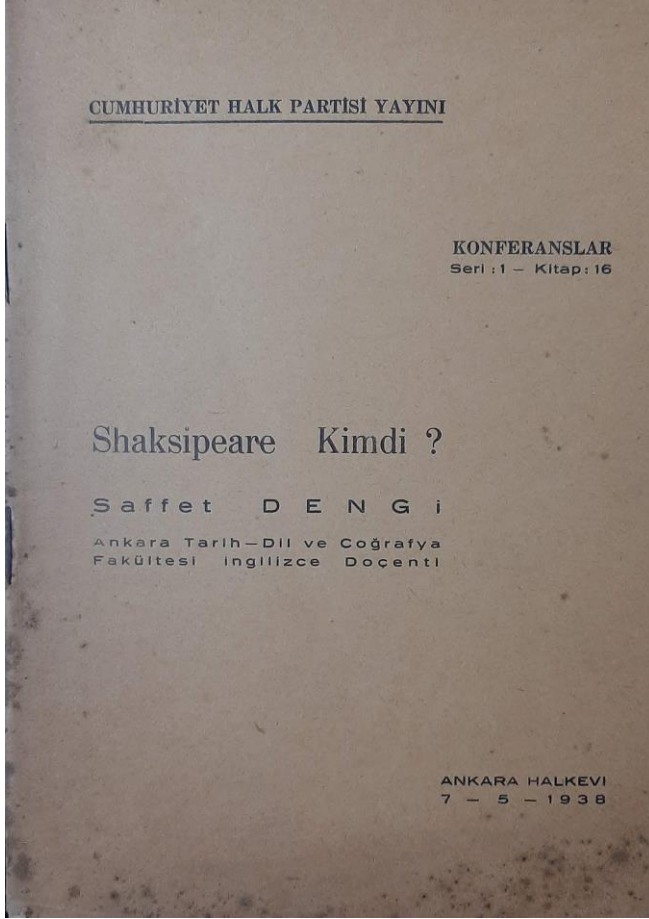 CUMHURİYET HALK PARTİSİ YAYINI
KONFERANSLAR
Seri : 1 — Kitap : 16
Shaksipeare Kimdi ?
Saffet DENGİ
Ankara Tarih—Dil ve Coğrafya
Fakültesi ingilizce Doçenti
ANKARA HALKEVI
7 — 5 — 1938